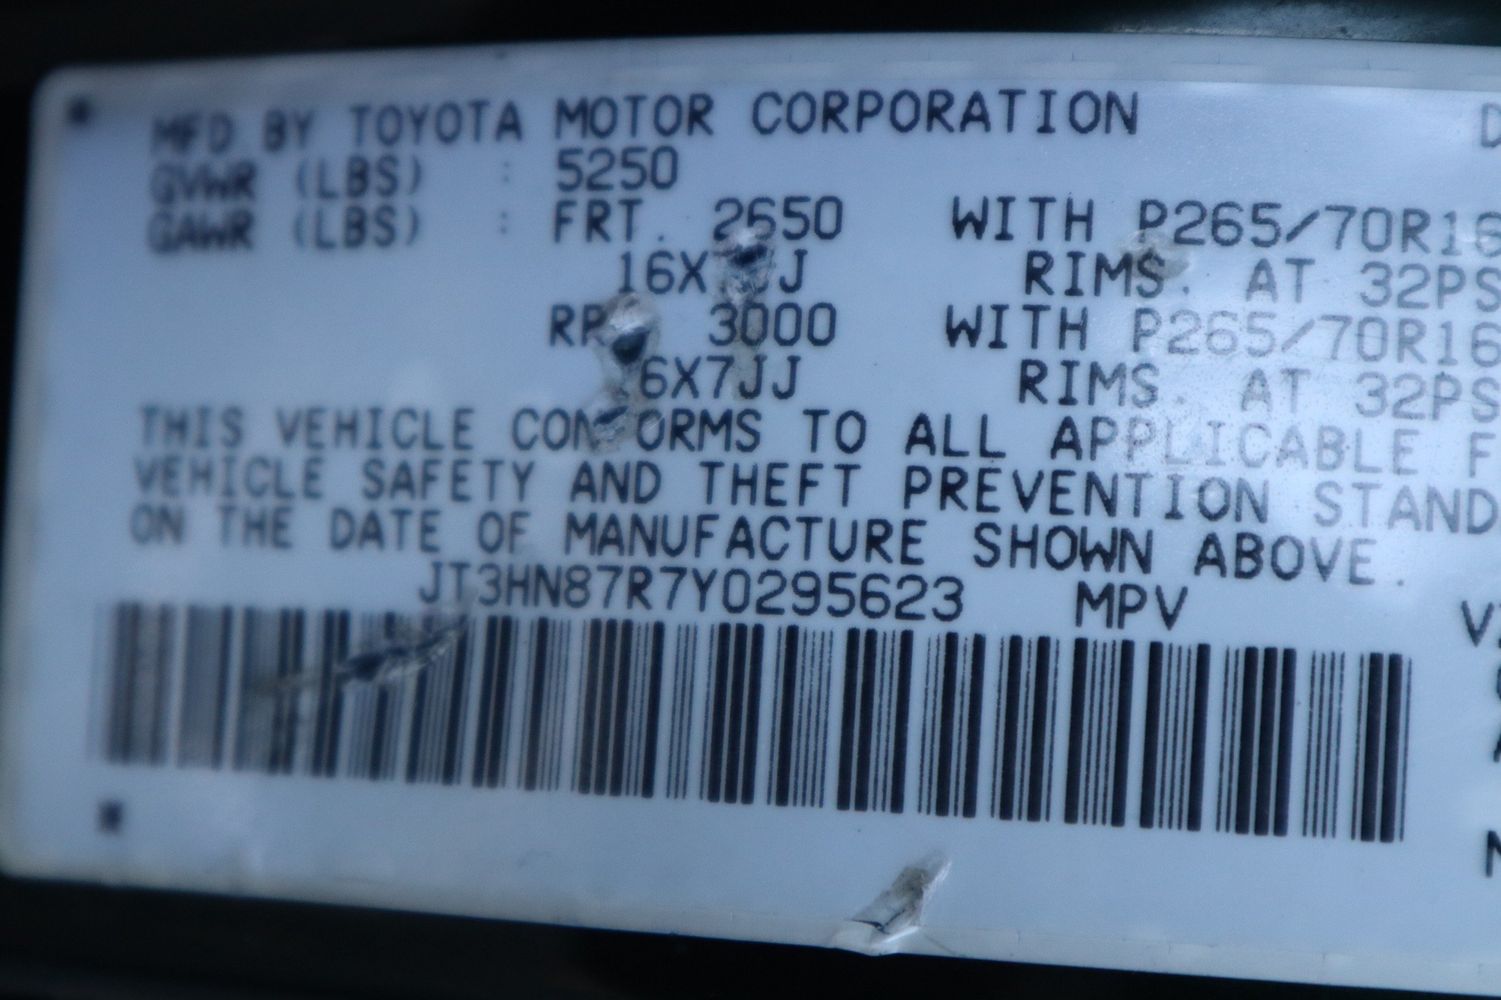 MFD BY TOYOTA MOTOR CORPORATION D
GVWR (LBS) : 5250
GAWR (LBS) : FRT. 2650 WITH P265/70R16
16X J RIMS. AT 32PS
RR 3000 WITH P265/70R16
6X7JJ RIMS. AT 32PS
THIS VEHICLE CONFORMS TO ALL APPLICABLE F
VEHICLE SAFETY AND THEFT PREVENTION STAND
ON THE DATE OF MANUFACTURE SHOWN ABOVE.
JT3HN87R7Y0295623 MPV V